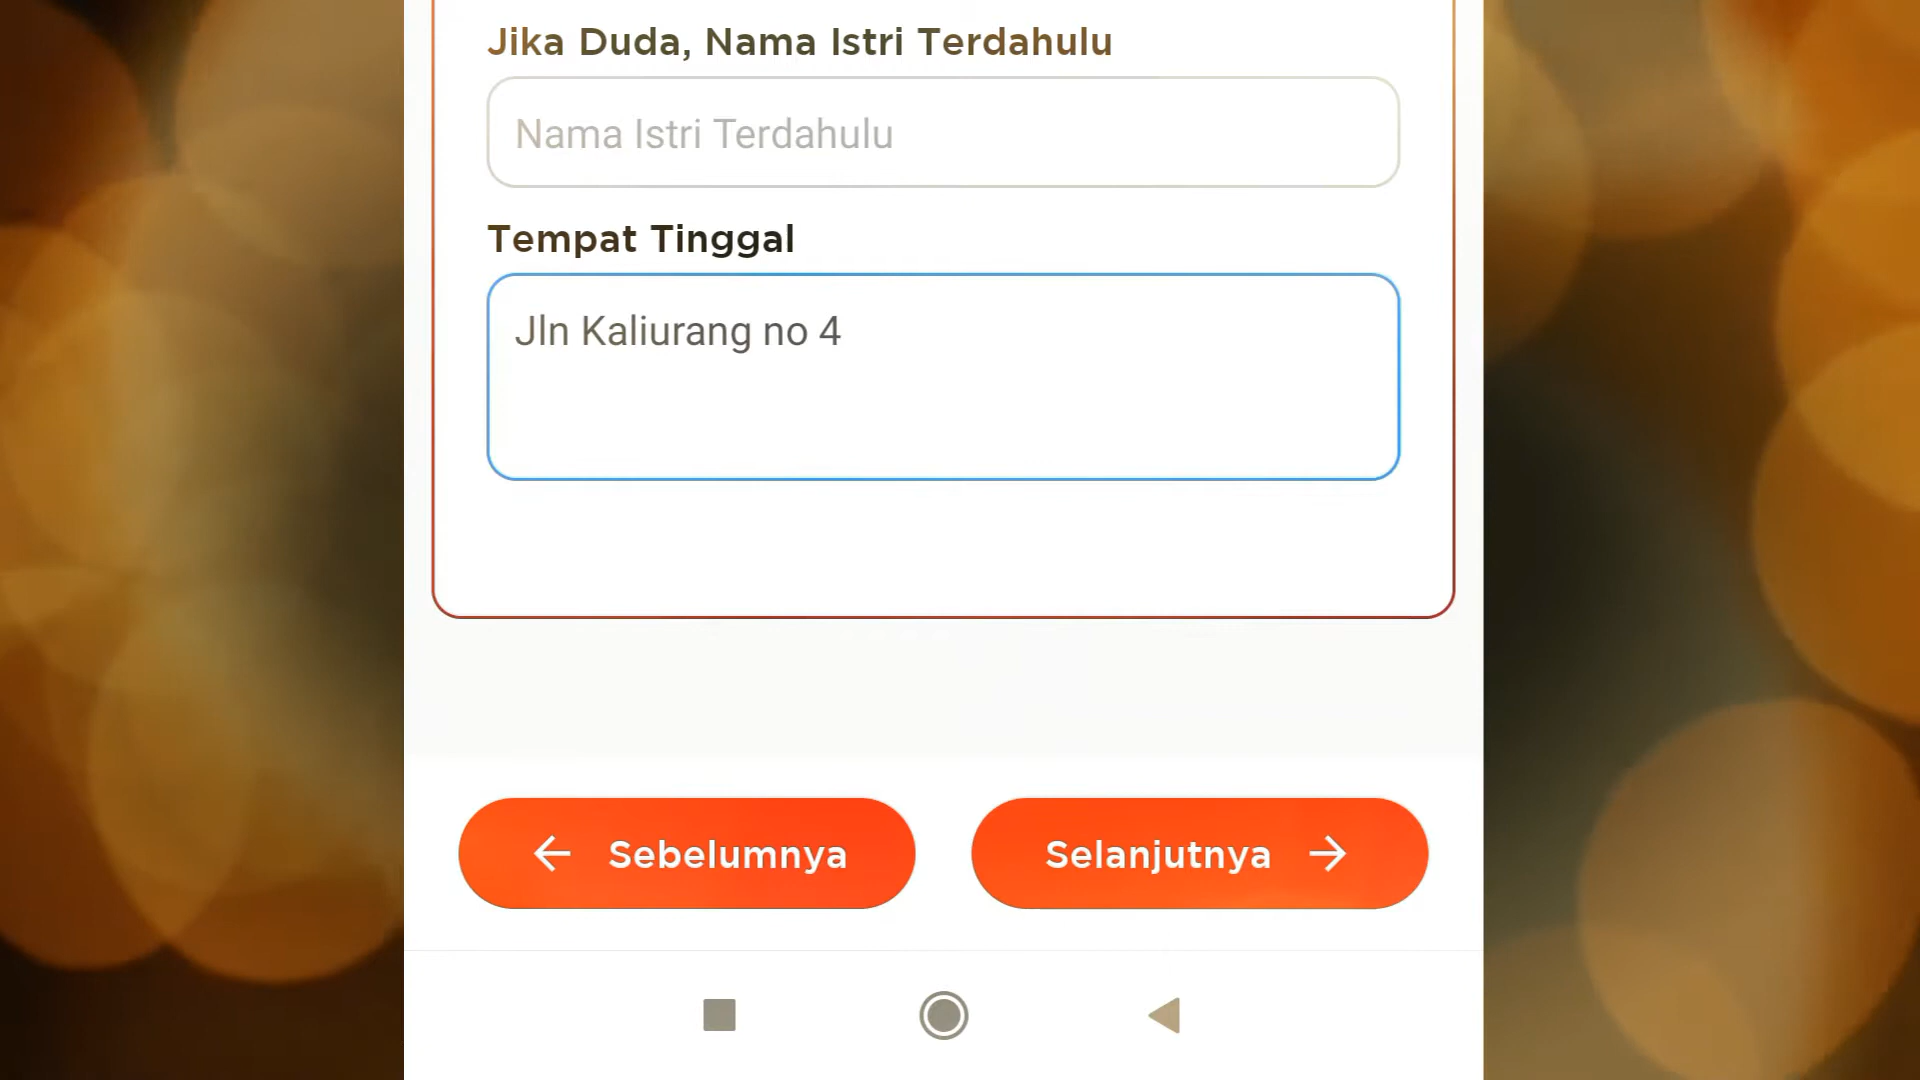 Jika Duda, Nama Istri Terdahulu
Nama Istri Terdahulu
Tempat Tinggal
Jln Kaliurang no 4
Sebelumnya
Selanjutnya